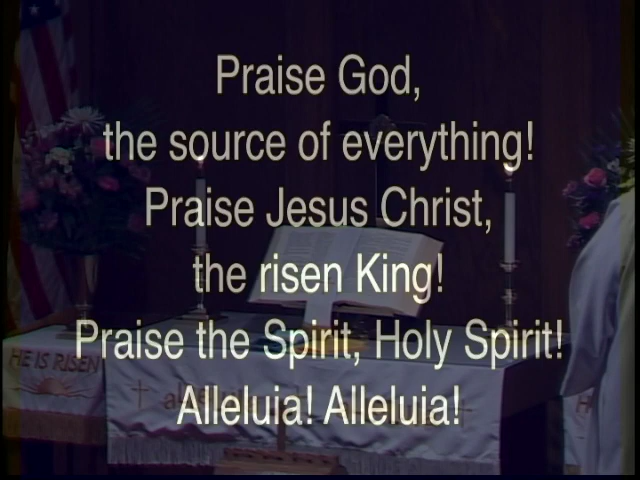 Praise God,
the source of everything!
Praise Jesus Christ,
the risen King!
Praise the Spirit, Holy Spirit!
Alleluia! Alleluia!
HE IS RISEN